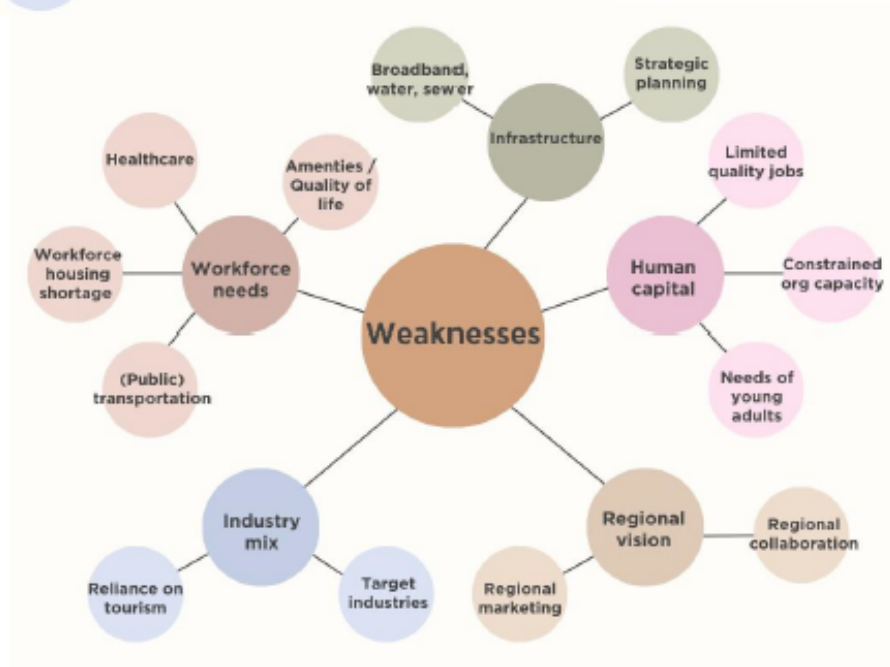 Broadband,
water, sewer
Strategic
planning
Infrastructure
Healthcare
Amenties /
Quality of
life
Limited
quality jobs
Workforce
housing
shortage
Workforce
needs
Human
capital
Constrained
org capacity
Weaknesses
(Public)
transportation
Needs of
young
adults
Industry
mix
Regional
vision
Regional
collaboration
Reliance on
tourism
Target
industries
Regional
marketing